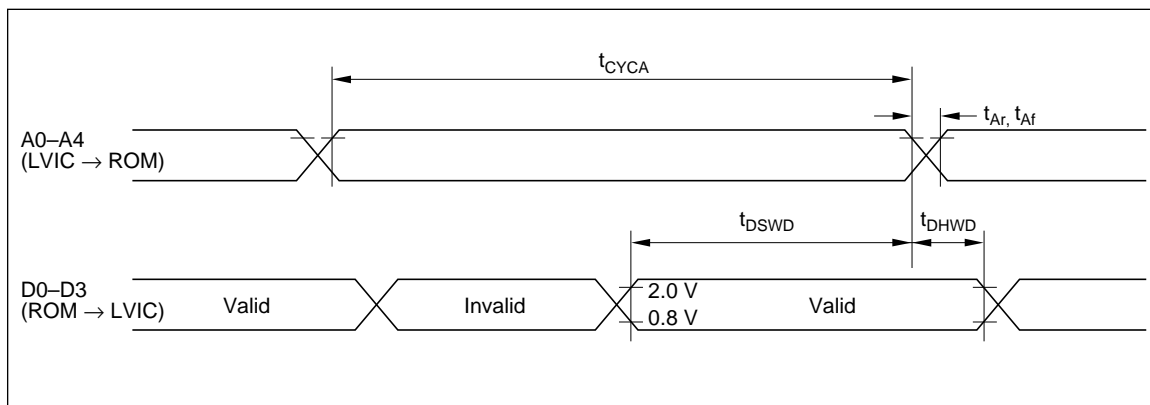 tCYCA
A0–A4
(LVIC → ROM)
tAr, tAf
tDSWD
tDHWD
D0–D3
(ROM → LVIC)
Valid
Invalid
2.0 V
0.8 V
Valid